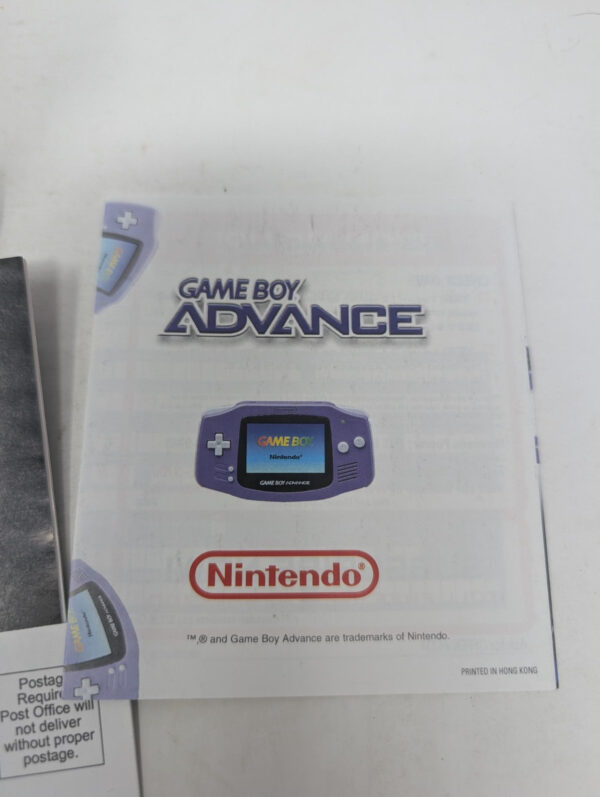 GAME BOY
ADVANCE
GAME BOY
Nintendo®
GAME BOY ADVANCE
Nintendo®
™,® and Game Boy Advance are trademarks of Nintendo.
PRINTED IN HONG KONG
Postag
Require
Post Office will
not deliver
without proper
postage.